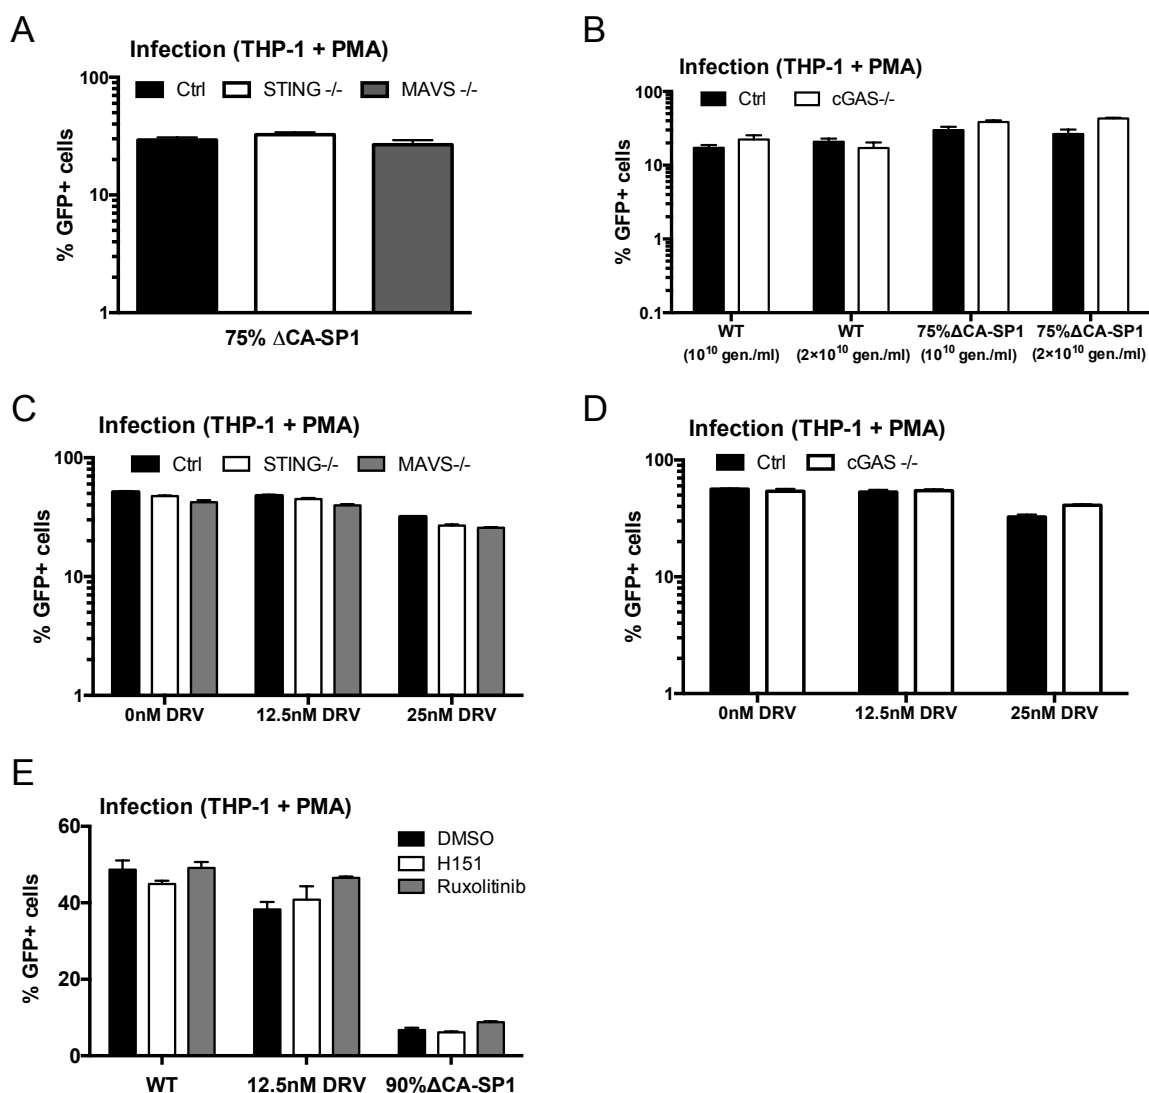 A
Infection (THP-1 + PMA)
Ctrl STING -/- MAVS -/-
% GFP+ cells
100
10
1
75% ΔCA-SP1
B
Infection (THP-1 + PMA)
Ctrl cGAS-/-
% GFP+ cells
100
10
1
0.1
WT WT 75%ΔCA-SP1 75%ΔCA-SP1
(10¹⁰ gen./ml) (2×10¹⁰ gen./ml) (10¹⁰ gen./ml) (2×10¹⁰ gen./ml)
C
Infection (THP-1 + PMA)
Ctrl STING-/- MAVS-/-
% GFP+ cells
100
10
1
0nM DRV 12.5nM DRV 25nM DRV
D
Infection (THP-1 + PMA)
Ctrl cGAS -/-
% GFP+ cells
100
10
1
0nM DRV 12.5nM DRV 25nM DRV
E
Infection (THP-1 + PMA)
% GFP+ cells
60
40
20
0
DMSO
H151
Ruxolitinib
WT 12.5nM DRV 90%ΔCA-SP1